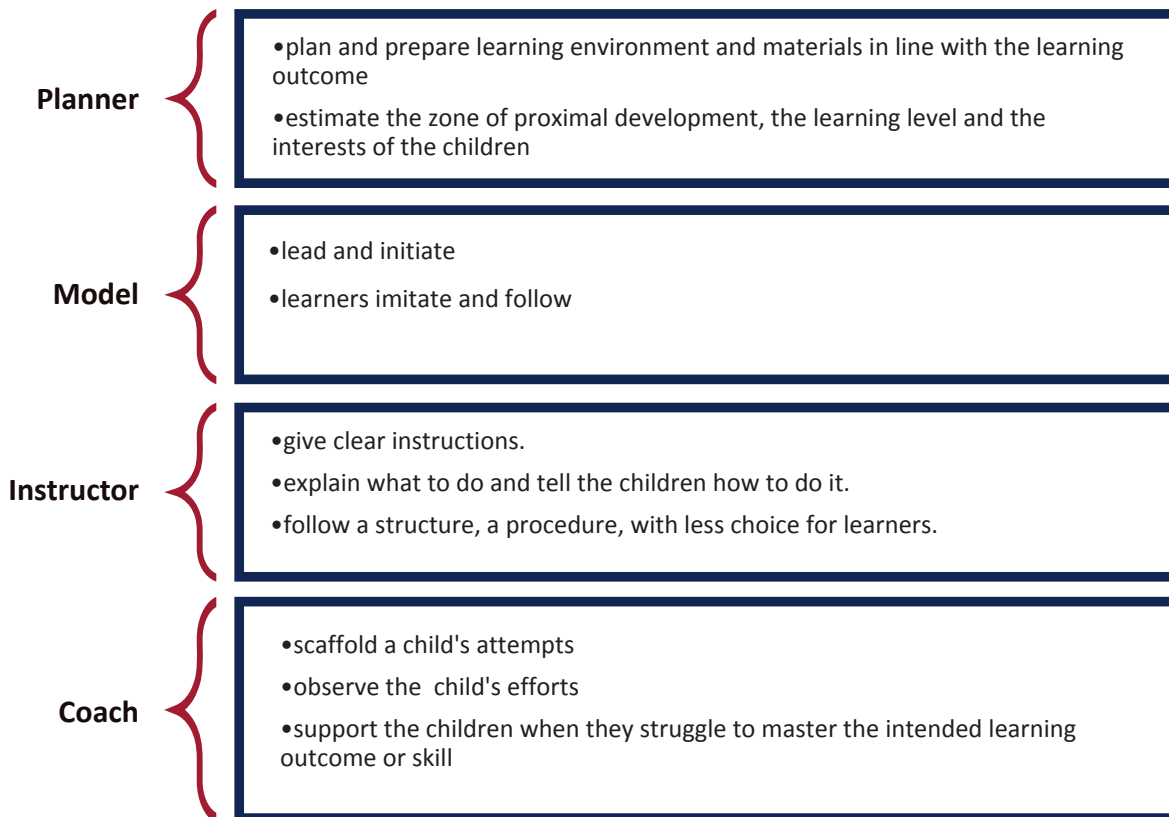 Planner
•plan and prepare learning environment and materials in line with the learning
outcome
•estimate the zone of proximal development, the learning level and the
interests of the children
Model
•lead and initiate
•learners imitate and follow
Instructor
•give clear instructions.
•explain what to do and tell the children how to do it.
•follow a structure, a procedure, with less choice for learners.
Coach
•scaffold a child's attempts
•observe the  child's efforts
•support the children when they struggle to master the intended learning
outcome or skill